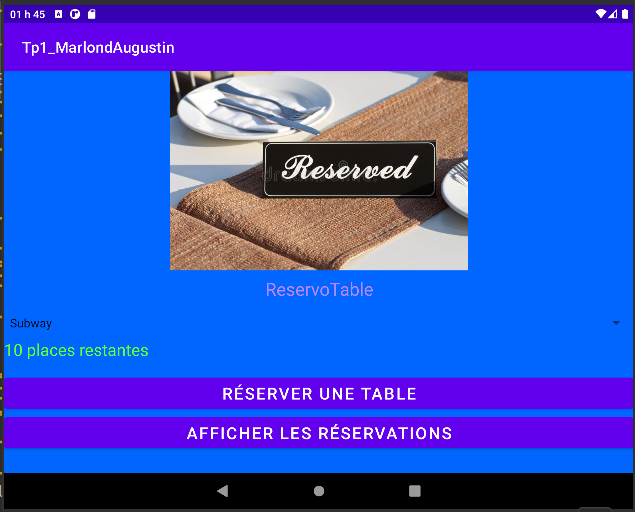 01 h 45
Tp1_MarlondAugustin
Reserved
ReservoTable
Subway
10 places restantes
RÉSERVER UNE TABLE
AFFICHER LES RÉSERVATIONS